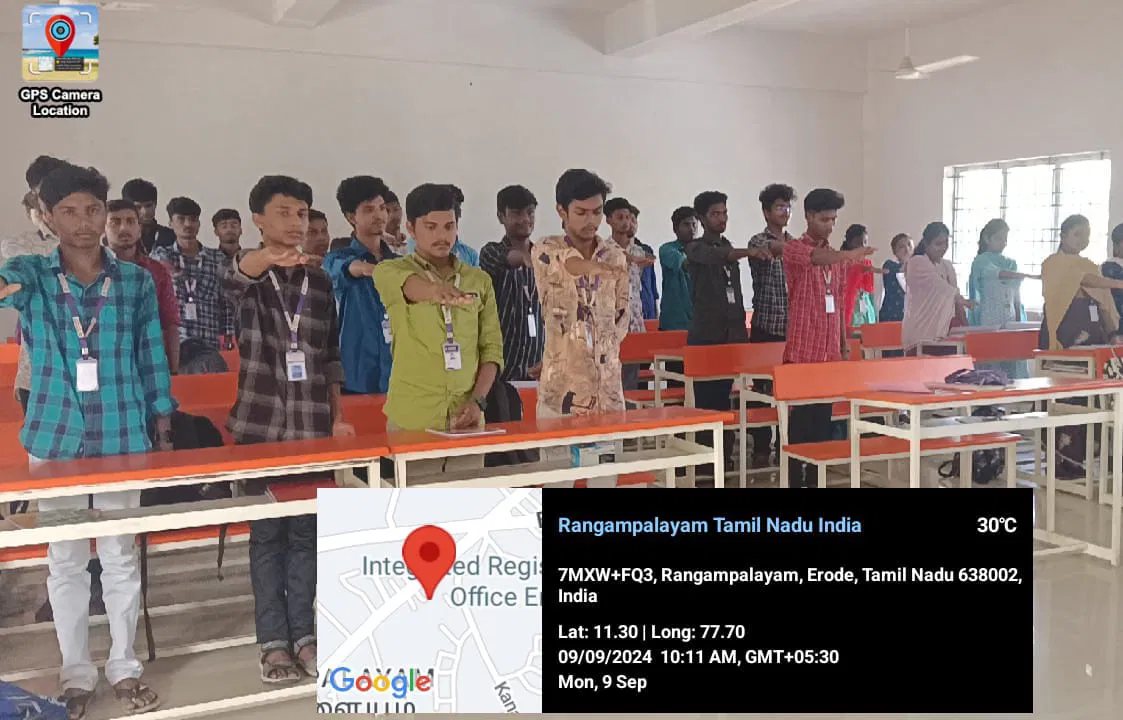 GPS Camera
Location
Rangampalayam Tamil Nadu India
30°C
7MXW+FQ3, Rangampalayam, Erode, Tamil Nadu 638002,
India
Lat: 11.30 | Long: 77.70
09/09/2024 10:11 AM, GMT+05:30
Mon, 9 Sep
Office
Google